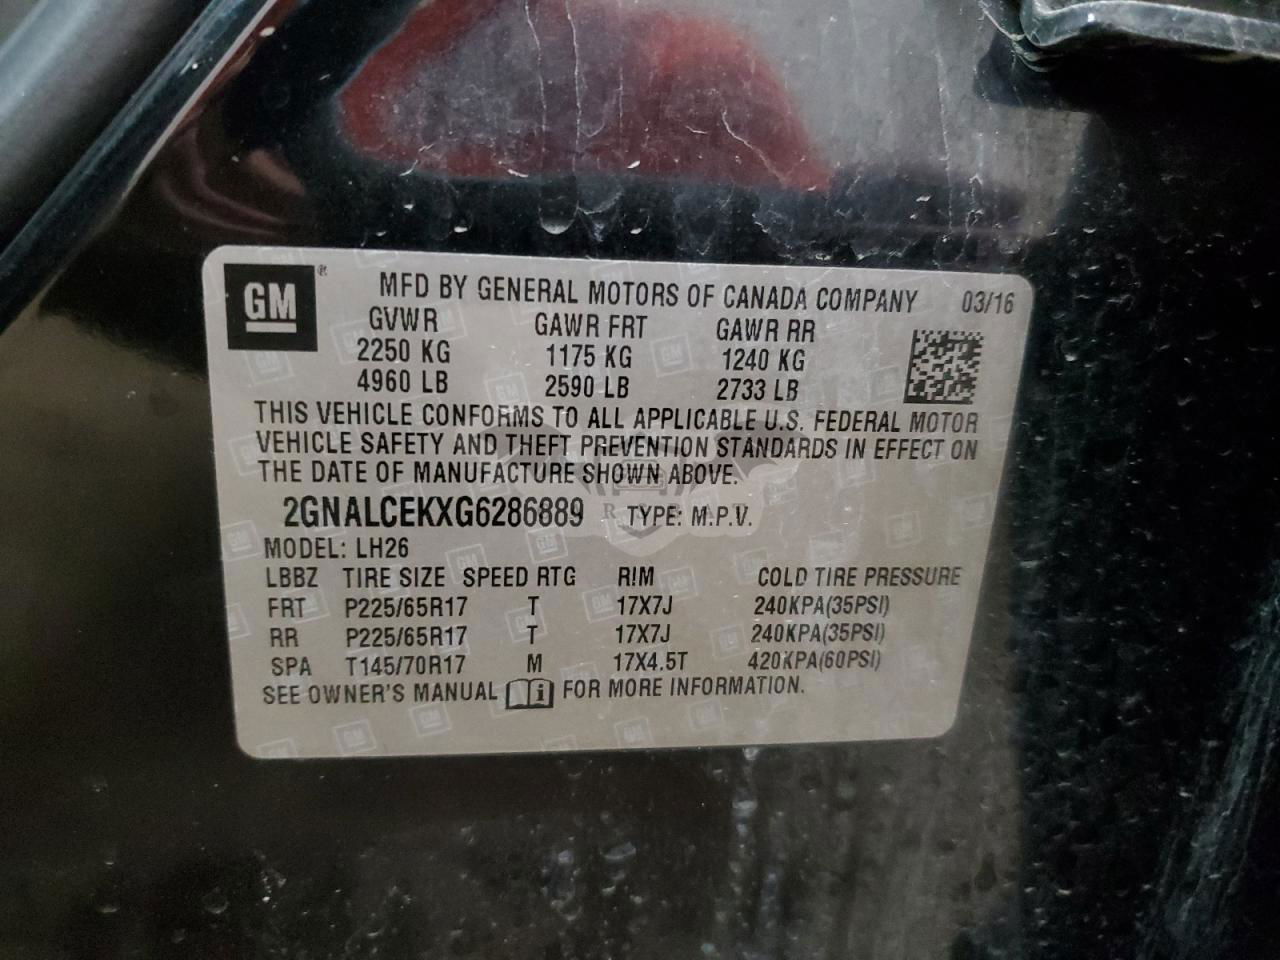 GM ® MFD BY GENERAL MOTORS OF CANADA COMPANY 03/16
GVWR GAWR FRT GAWR RR
2250 KG 1175 KG 1240 KG
4960 LB 2590 LB 2733 LB
THIS VEHICLE CONFORMS TO ALL APPLICABLE U.S. FEDERAL MOTOR
VEHICLE SAFETY AND THEFT PREVENTION STANDARDS IN EFFECT ON
THE DATE OF MANUFACTURE SHOWN ABOVE.
2GNALCEKXG6286889 TYPE: M.P.V.
MODEL: LH26
LBBZ TIRE SIZE SPEED RTG RIM COLD TIRE PRESSURE
FRT P225/65R17 T 17X7J 240KPA(35PSI)
RR P225/65R17 T 17X7J 240KPA(35PSI)
SPA T145/70R17 M 17X4.5T 420KPA(60PSI)
SEE OWNER'S MANUAL i FOR MORE INFORMATION.